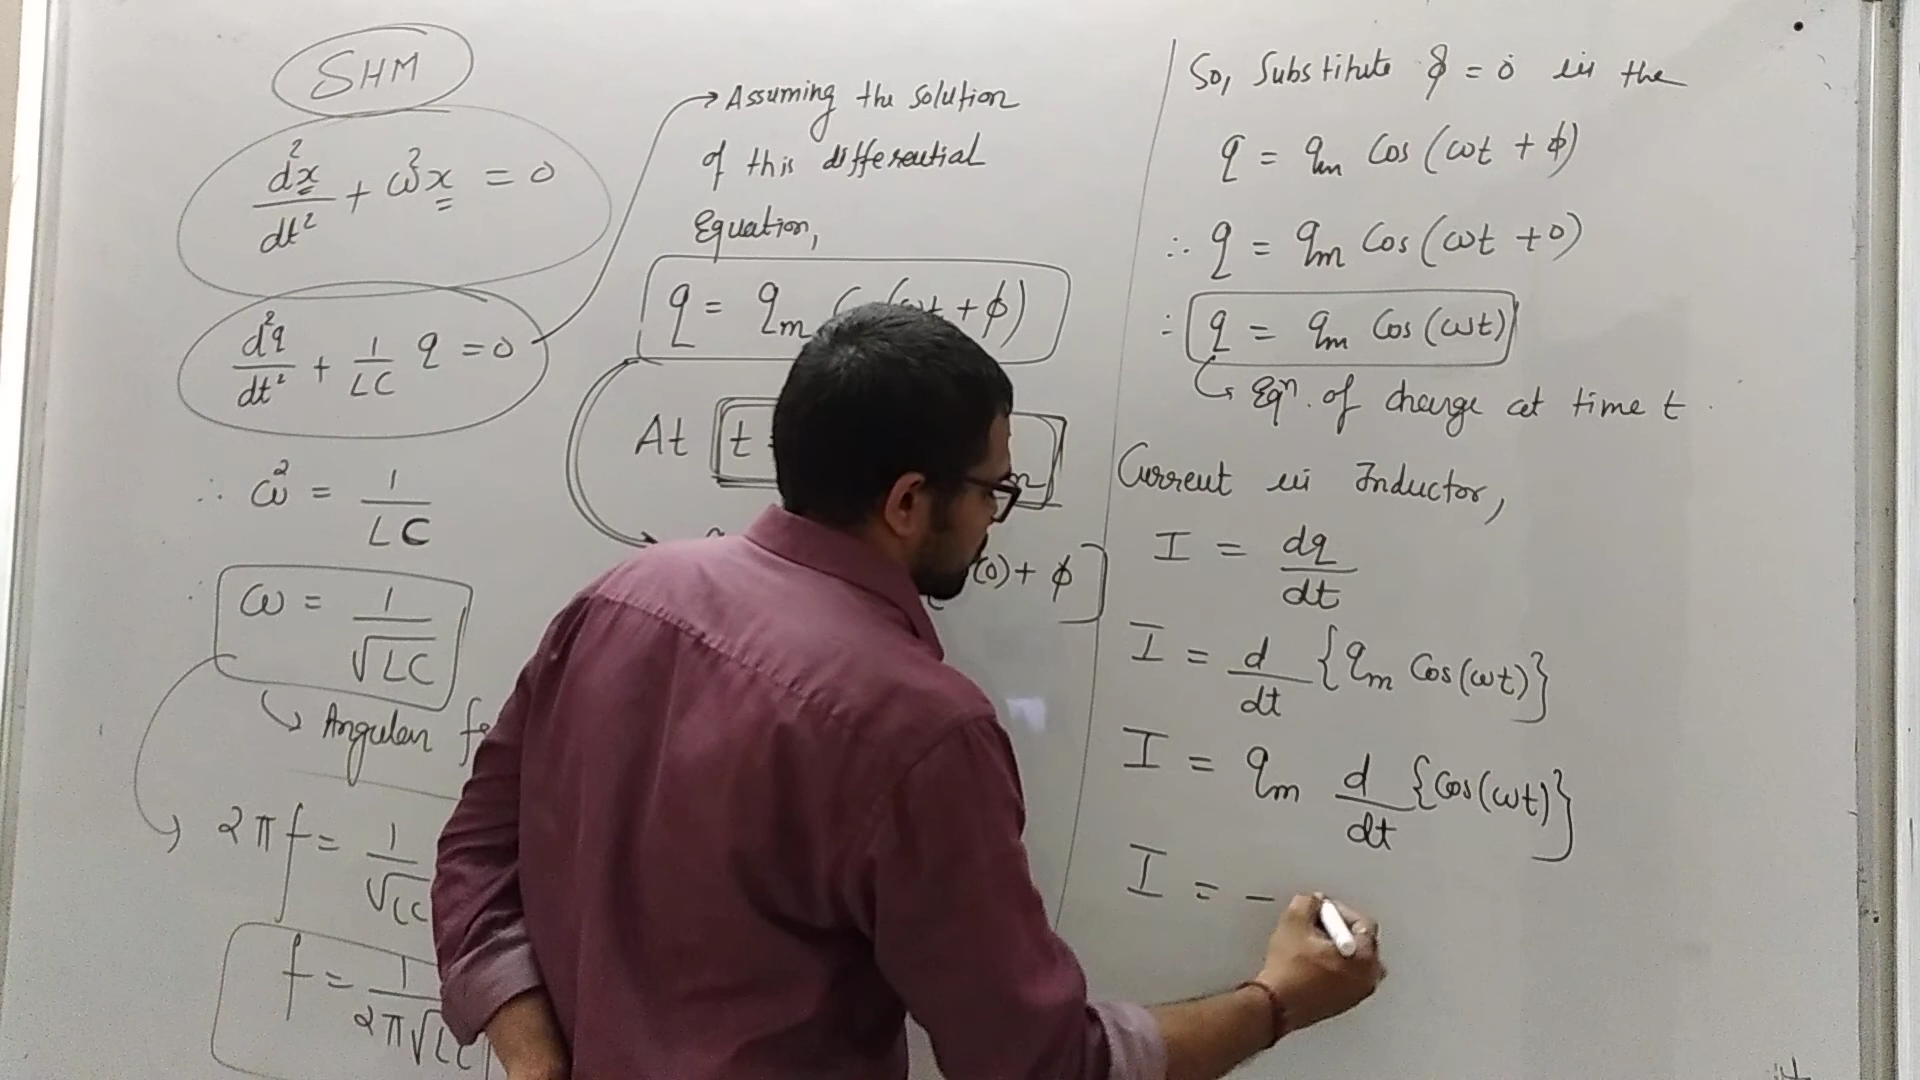 SHM
d²x/dt² + ω²x = 0
d²q/dt² + 1/LC q = 0
∴ ω² = 1/LC
ω = 1/√LC
Angular
2πf = 1/√LC
f = 1/2π√LC
Assuming the solution
of this differential
Equation,
q = qm (ωt + ϕ)
At t
(0) + ϕ]
So, Substitute ϕ = 0 in the
q = qm Cos (ωt + ϕ)
∴ q = qm Cos (ωt + 0)
∴ q = qm Cos (ωt)
Eqn. of charge at time t
Current in Inductor,
I = dq/dt
I = d/dt {qm Cos(ωt)}
I = qm d/dt {Cos(ωt)}
I = -